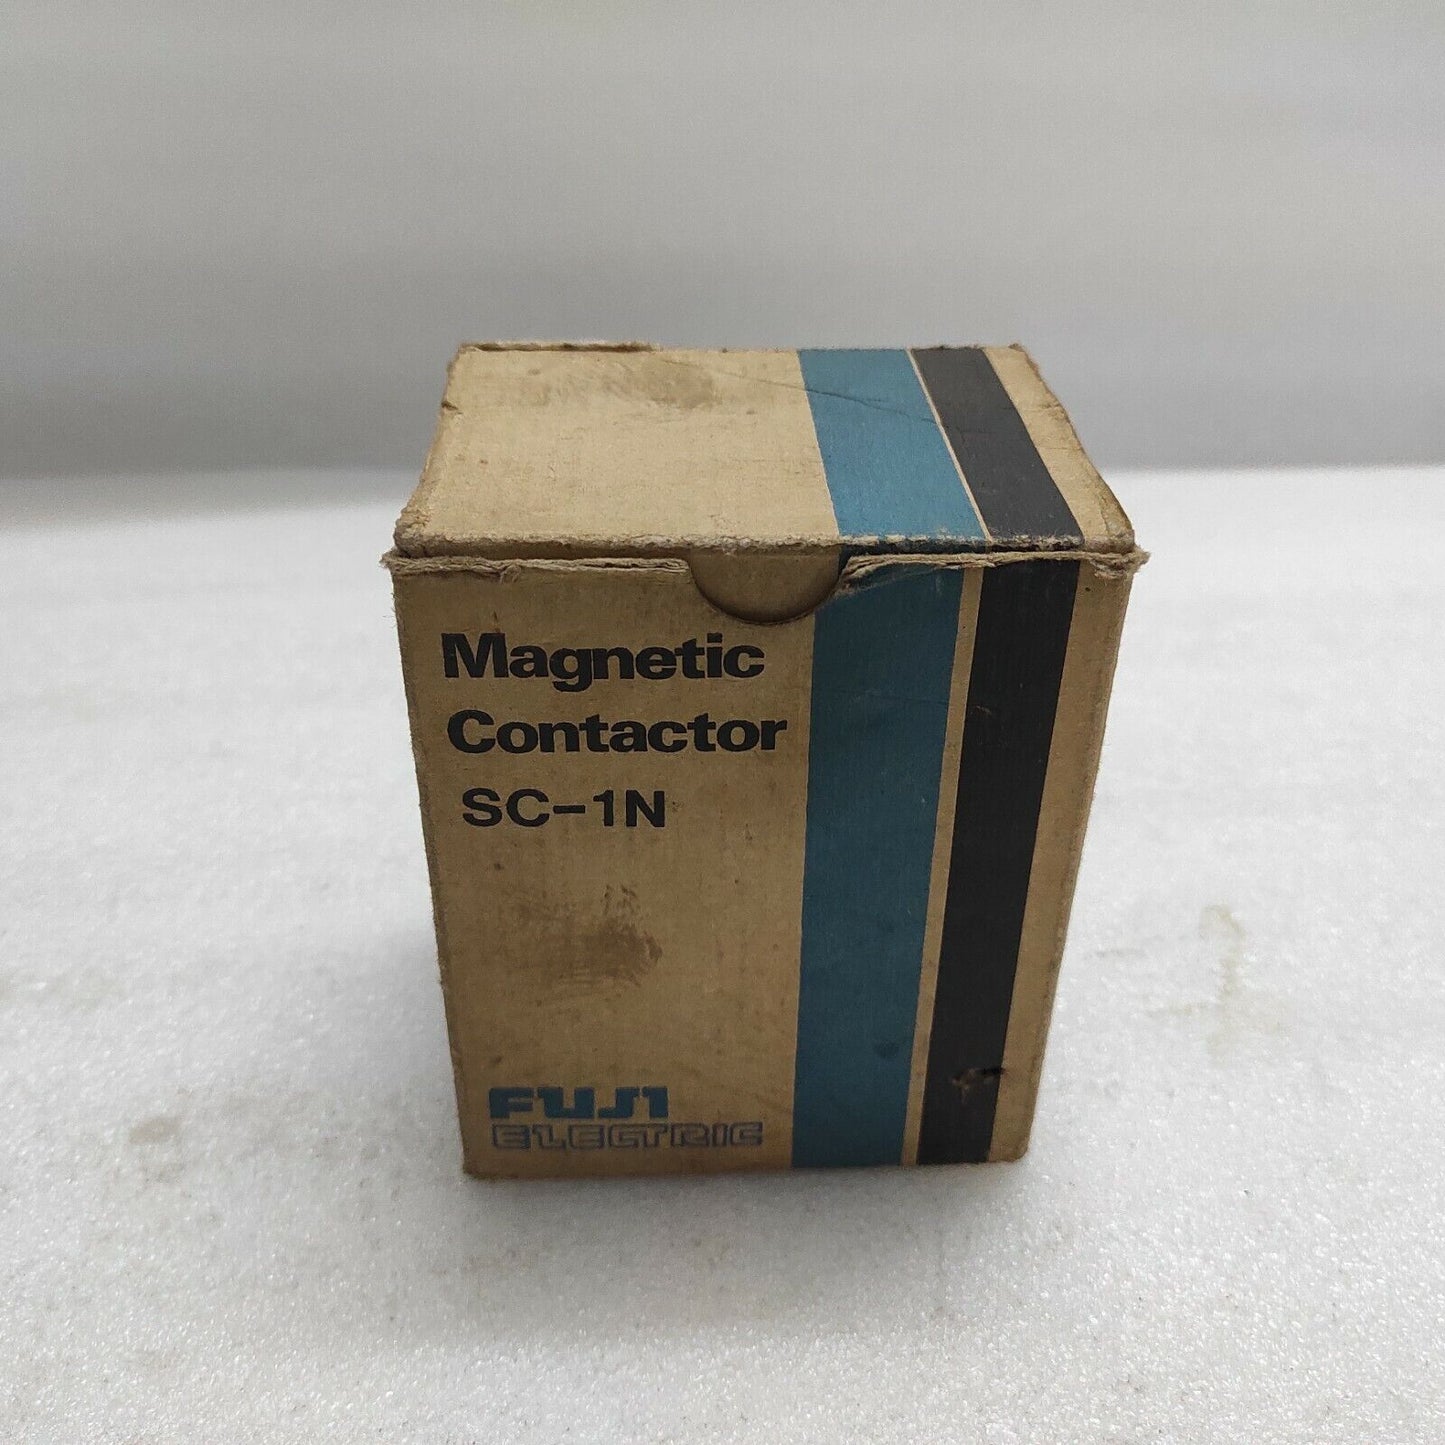 Magnetic
Contactor
SC-1N
FUJI
ELECTRIC